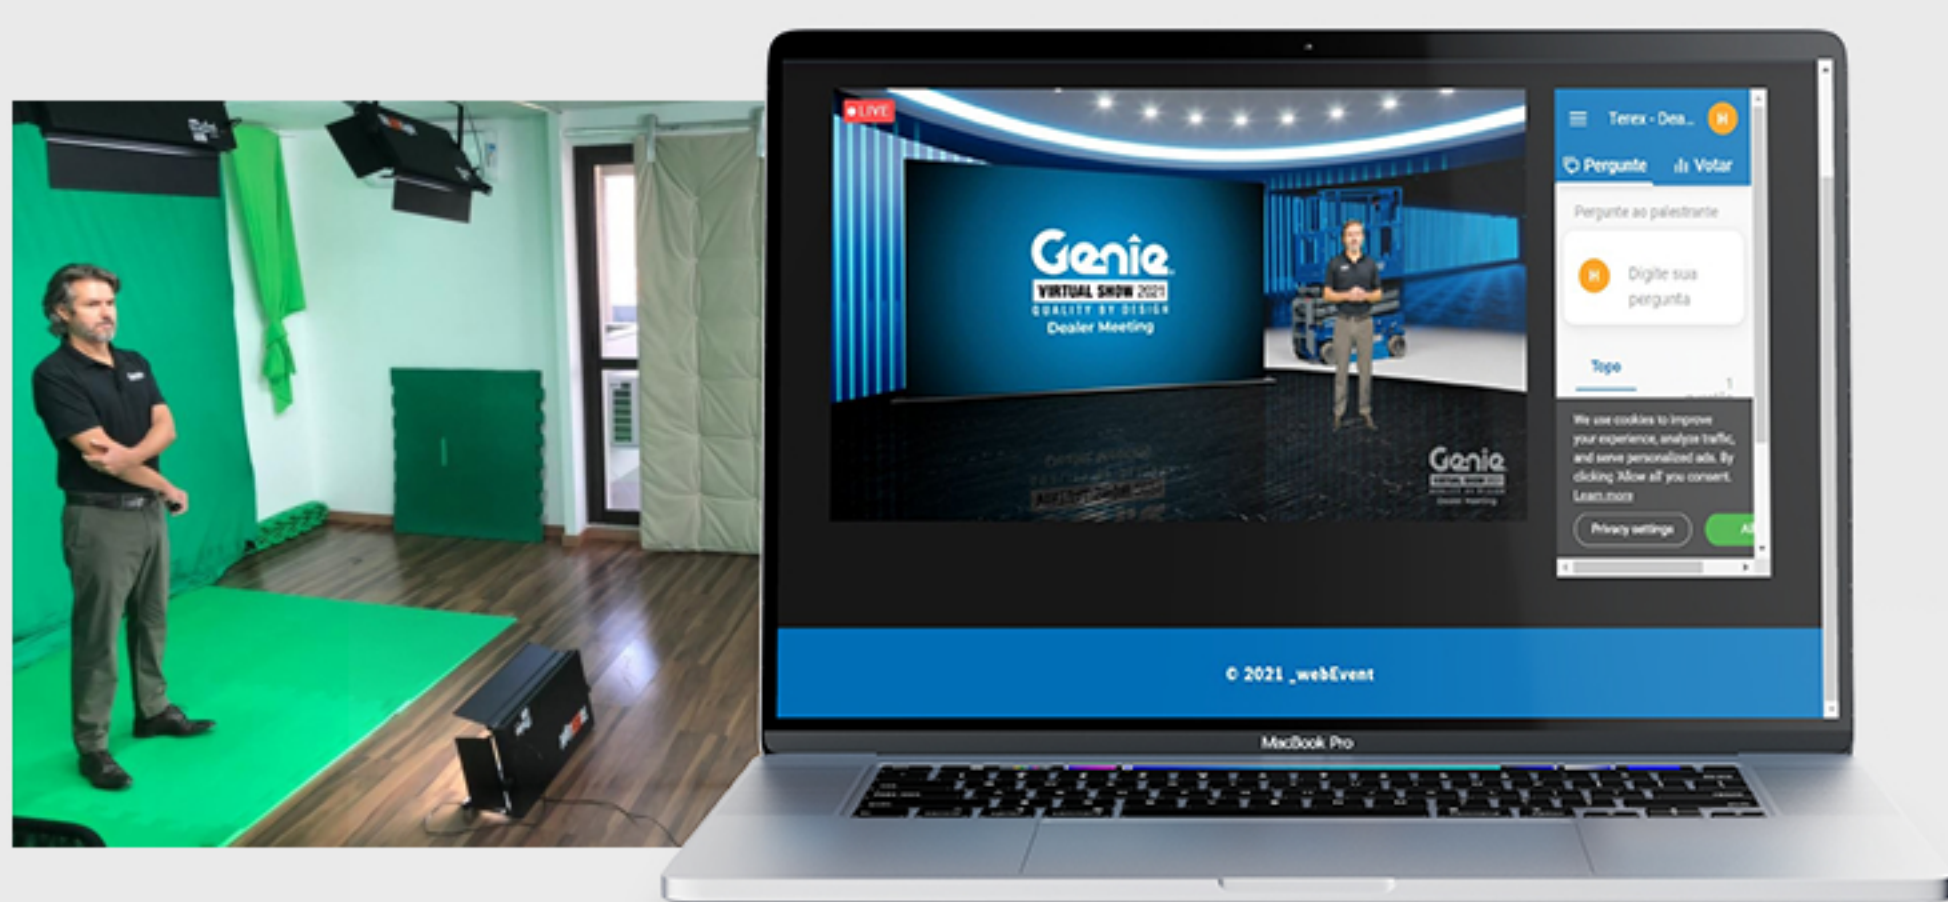 LIVE
Genie
VIRTUAL SHOW 2021
QUALITY BY DESIGN
Dealer Meeting
Genie
Terex - Dea...
H
Pergunte
Votar
Pergunte ao palestrante
H
Digite sua
pergunta
Topo
1
We use cookies to improve
your experience, analyze traffic,
and serve personalized ads. By
clicking 'Allow all' you consent.
Learn more
Privacy settings
© 2021 _webEvent
MacBook Pro